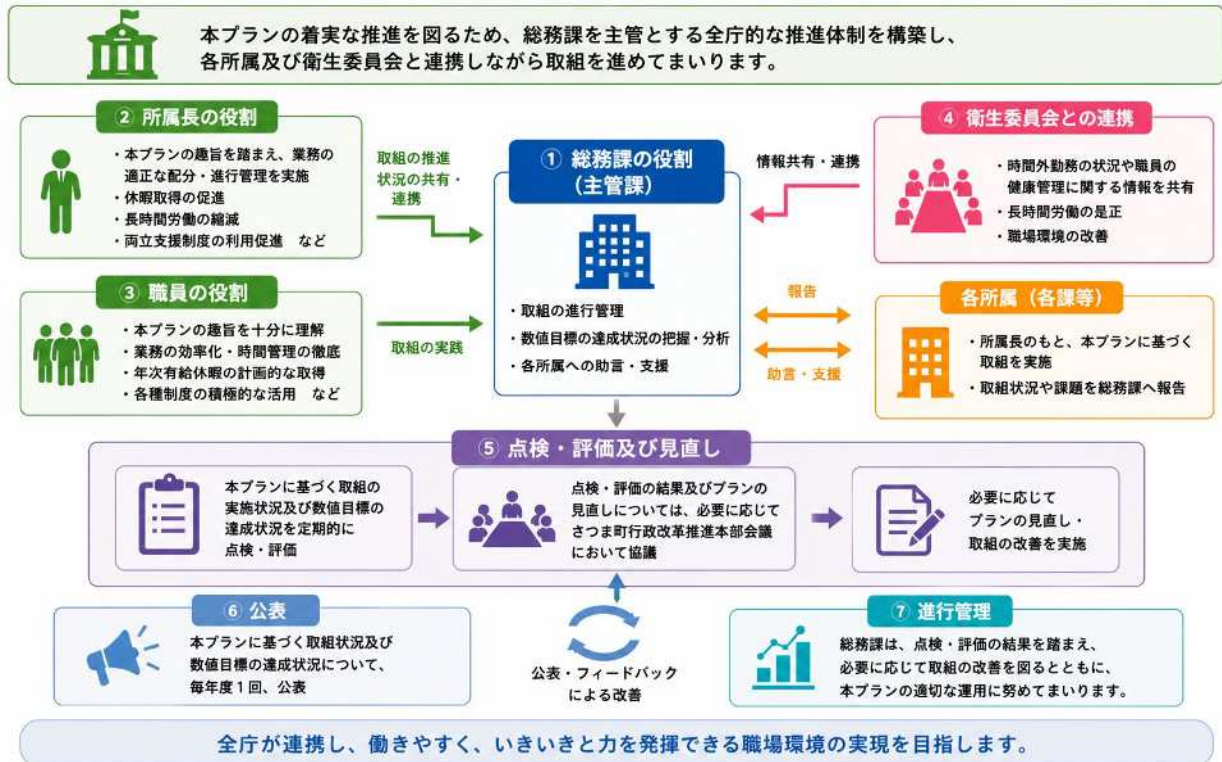 本プランの着実な推進を図るため、総務課を主管とする全庁的な推進体制を構築し、
各所属及び衛生委員会と連携しながら取組を進めてまいります。
② 所属長の役割
・本プランの趣旨を踏まえ、業務の
適正な配分・進行管理を実施
・休暇取得の促進
・長時間労働の縮減
・両立支援制度の利用促進 など
取組の推進
状況の共有・
連携
① 総務課の役割
(主管課)
・取組の進行管理
・数値目標の達成状況の把握・分析
・各所属への助言・支援
情報共有・連携
④ 衛生委員会との連携
・時間外勤務の状況や職員の
健康管理に関する情報を共有
・長時間労働の是正
・職場環境の改善
③ 職員の役割
・本プランの趣旨を十分に理解
・業務の効率化・時間管理の徹底
・年次有給休暇の計画的な取得
・各種制度の積極的な活用 など
取組の実践
報告
助言・支援
各所属(各課等)
・所属長のもと、本プランに基づく
取組を実施
・取組状況や課題を総務課へ報告
⑤ 点検・評価及び見直し
本プランに基づく取組の
実施状況及び数値目標の
達成状況を定期的に
点検・評価
点検・評価の結果及びプランの
見直しについては、必要に応じて
さつま町行政改革推進本部会議
において協議
必要に応じて
プランの見直し・
取組の改善を実施
⑥ 公表
本プランに基づく取組状況及び
数値目標の達成状況について、
毎年度1回、公表
公表・フィードバック
による改善
⑦ 進行管理
総務課は、点検・評価の結果を踏まえ、
必要に応じて取組の改善を図るとともに、
本プランの適切な運用に努めてまいります。
全庁が連携し、働きやすく、いきいきと力を発揮できる職場環境の実現を目指します。